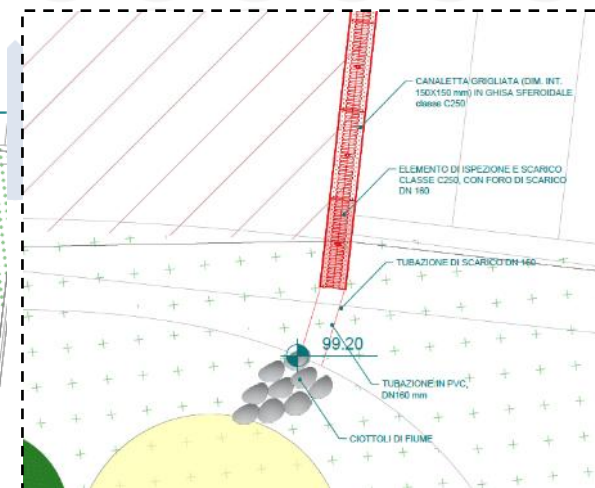 CANALETTA GRIGLIATA (DIM. INT.
150X150 mm) IN GHISA SFEROIDALE
classe C250
ELEMENTO DI ISPEZIONE E SCARICO
CLASSE C250, CON FORO DI SCARICO
DN 160
TUBAZIONE DI SCARICO DN 160
99.20
TUBAZIONE IN PVC,
DN160 mm
CIOTTOLI DI FIUME